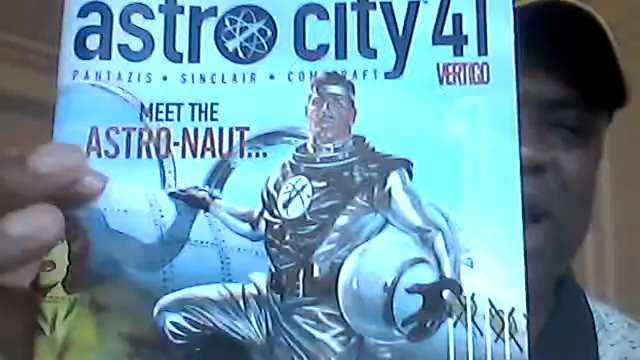 astro city 41
PANTAZIS • SINCLAIR • COMICRAFT
VERTIGO
MEET THE
ASTRO-NAUT...